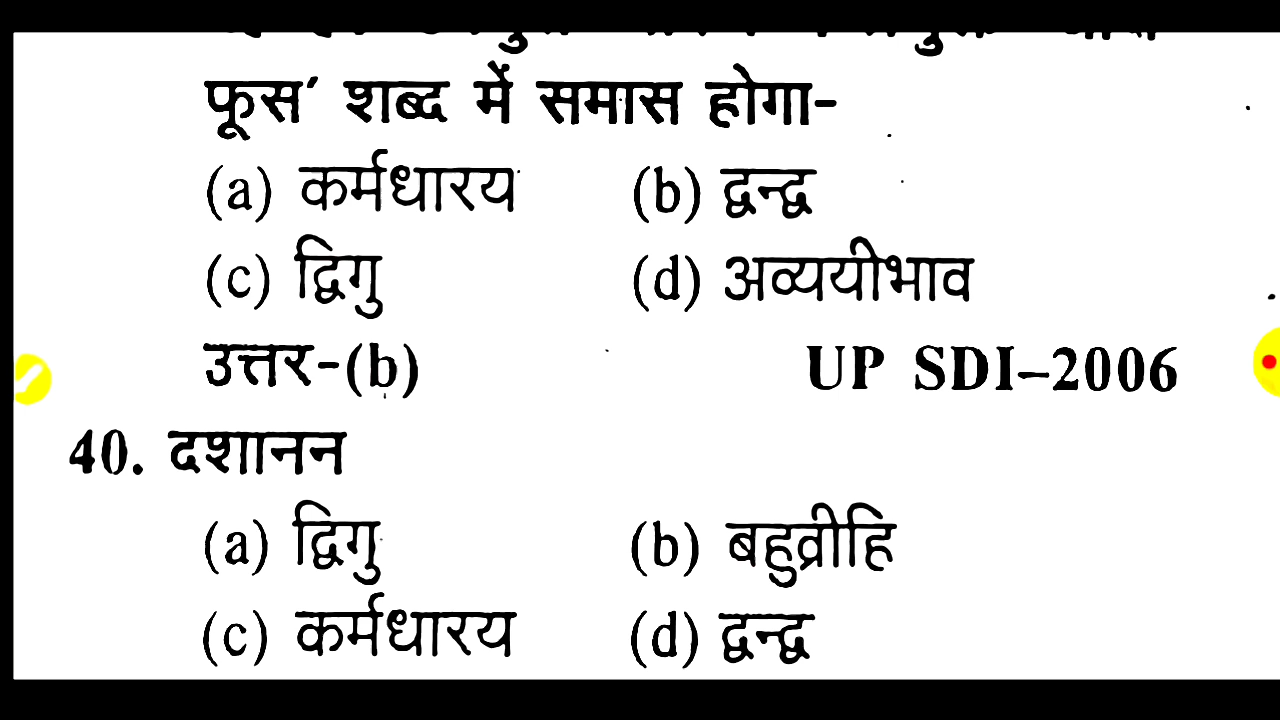 फूस' शब्द में समास होगा-
(a) कर्मधारय (b) द्वन्द्व
(c) द्विगु (d) अव्ययीभाव
उत्तर-(b) UP SDI–2006
40. दशानन
(a) द्विगु (b) बहुव्रीहि
(c) कर्मधारय (d) द्वन्द्व